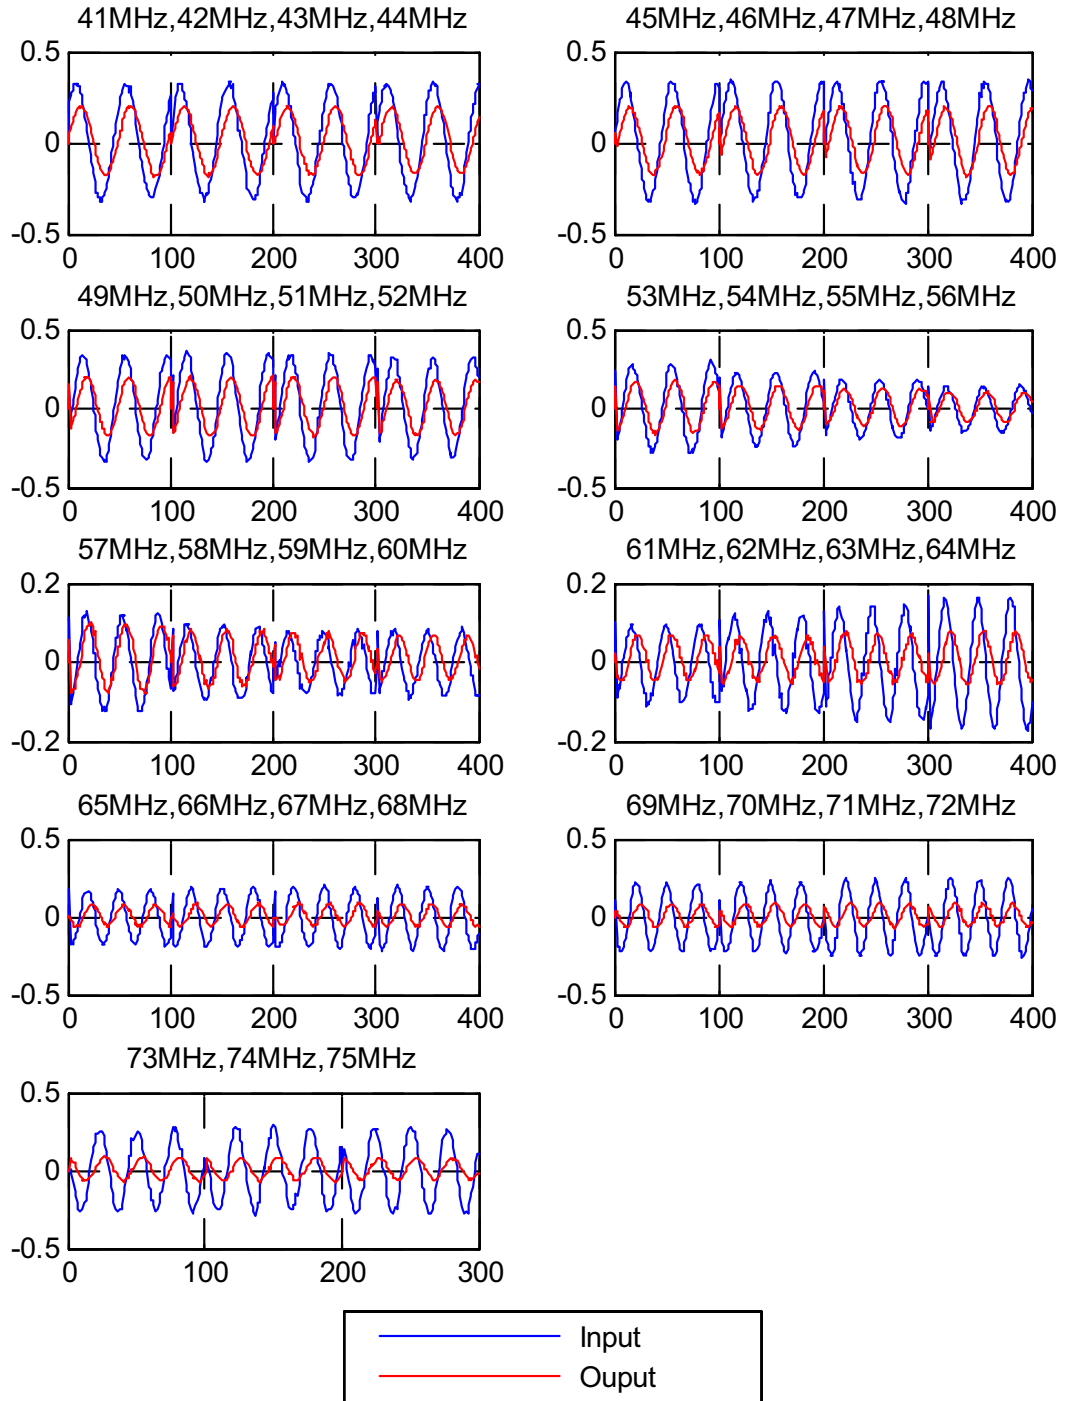 41MHz,42MHz,43MHz,44MHz
0.5
0
-0.5
0 100 200 300 400
45MHz,46MHz,47MHz,48MHz
0.5
0
-0.5
0 100 200 300 400
49MHz,50MHz,51MHz,52MHz
0.5
0
-0.5
0 100 200 300 400
53MHz,54MHz,55MHz,56MHz
0.5
0
-0.5
0 100 200 300 400
57MHz,58MHz,59MHz,60MHz
0.2
0
-0.2
0 100 200 300 400
61MHz,62MHz,63MHz,64MHz
0.2
0
-0.2
0 100 200 300 400
65MHz,66MHz,67MHz,68MHz
0.5
0
-0.5
0 100 200 300 400
69MHz,70MHz,71MHz,72MHz
0.5
0
-0.5
0 100 200 300 400
73MHz,74MHz,75MHz
0.5
0
-0.5
0 100 200 300
Input
Ouput